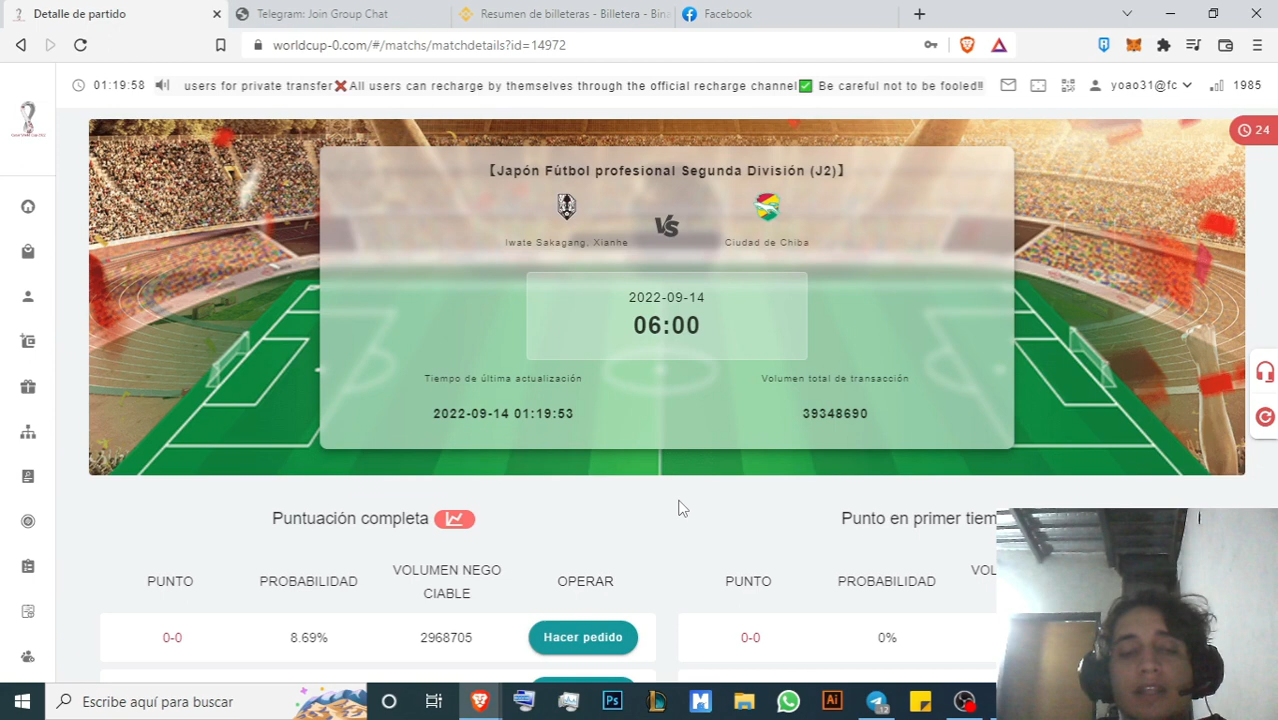 Detalle de partido
Telegram: Join Group Chat
Resumen de billeteras - Billetera - Bina
Facebook
worldcup-0.com/#/matchs/matchdetails?id=14972
01:19:58
users for private transfer❌All users can recharge by themselves through the official recharge channel✅ Be careful not to be fooled!!
yoao31@fc
1985
24
【Japón Fútbol profesional Segunda División (J2)】
VS
Iwate Sakagang, Xianhe
Ciudad de Chiba
2022-09-14
06:00
Tiempo de última actualización
Volumen total de transacción
2022-09-14 01:19:53
39348690
Puntuación completa
Punto en primer tiem
PUNTO
PROBABILIDAD
VOLUMEN NEGO
CIABLE
OPERAR
PUNTO
PROBABILIDAD
VOL
0-0
8.69%
2968705
Hacer pedido
0-0
0%
Escribe aquí para buscar
Ps
Ai
12